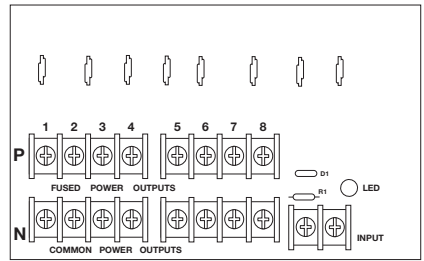 1 2 3 4 5 6 7 8
P
FUSED POWER OUTPUTS
D1
R1
LED
N
INPUT
COMMON POWER OUTPUTS